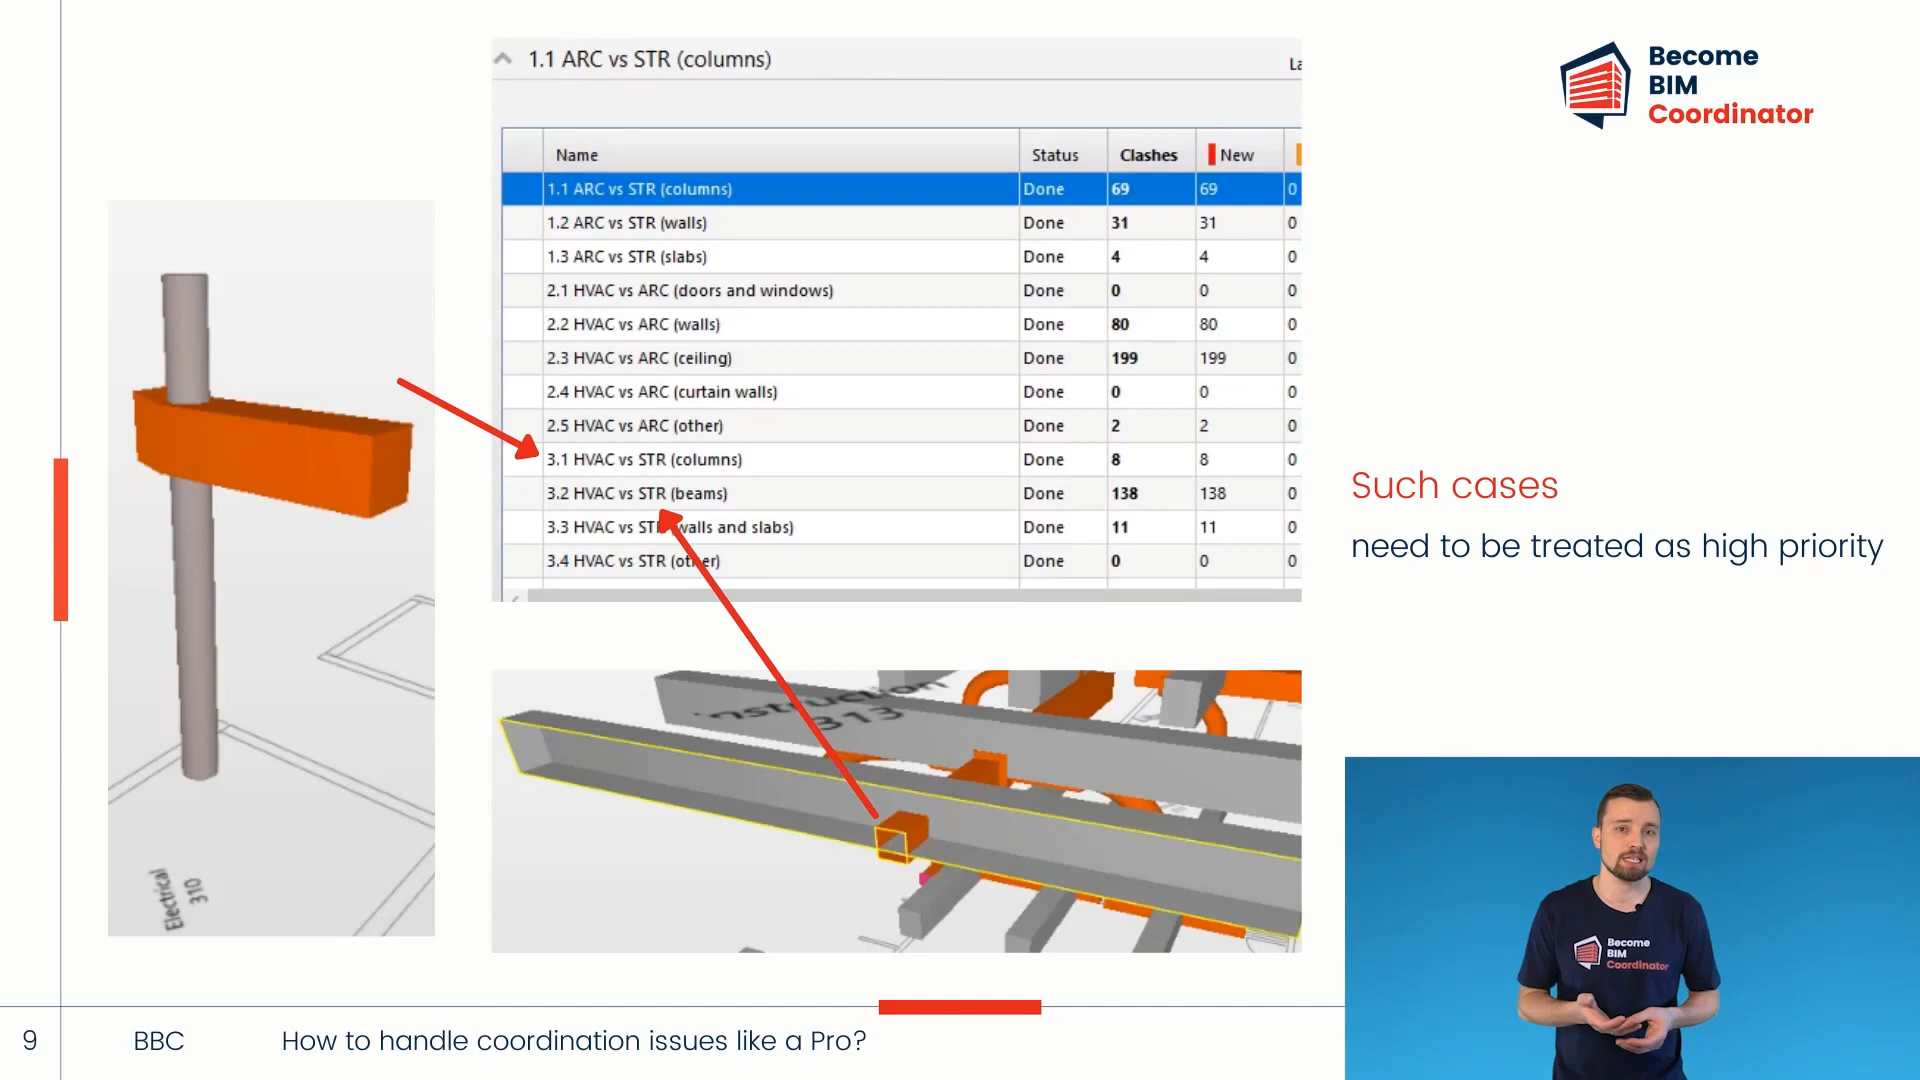 1.1 ARC vs STR (columns)
La
Name Status Clashes New
1.1 ARC vs STR (columns) Done 69 69 0
1.2 ARC vs STR (walls) Done 31 31 0
1.3 ARC vs STR (slabs) Done 4 4 0
2.1 HVAC vs ARC (doors and windows) Done 0 0 0
2.2 HVAC vs ARC (walls) Done 80 80 0
2.3 HVAC vs ARC (ceiling) Done 199 199 0
2.4 HVAC vs ARC (curtain walls) Done 0 0 0
2.5 HVAC vs ARC (other) Done 2 2 0
3.1 HVAC vs STR (columns) Done 8 8 0
3.2 HVAC vs STR (beams) Done 138 138 0
3.3 HVAC vs STR (walls and slabs) Done 11 11 0
3.4 HVAC vs STR (other) Done 0 0 0
Become
BIM
Coordinator
Such cases
need to be treated as high priority
Electrical
310
313
Become
BIM
Coordinator
9 BBC How to handle coordination issues like a Pro?